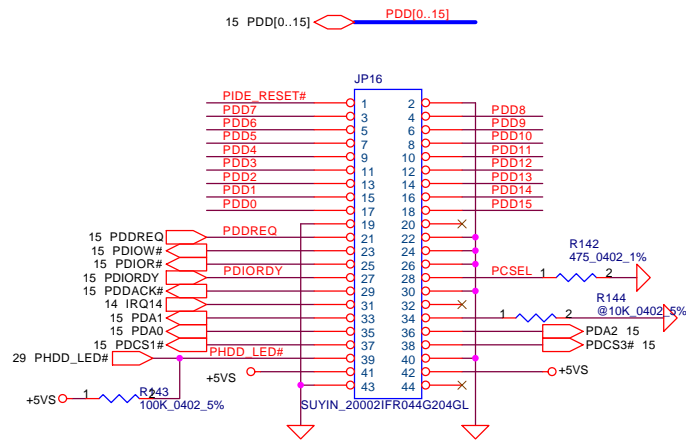 15 PDD[0..15] PDD[0..15]
JP16
PIDE_RESET# 1 2
PDD7 3 4 PDD8
PDD6 5 6 PDD9
PDD5 7 8 PDD10
PDD4 9 10 PDD11
PDD3 11 12 PDD12
PDD2 13 14 PDD13
PDD1 15 16 PDD14
PDD0 17 18 PDD15
19 20
15 PDDREQ PDDREQ 21 22
15 PDIOW# 23 24
15 PDIOR# 25 26
15 PDIORDY PDIORDY 27 28 PCSEL 1 2 R142 475_0402_1%
15 PDDACK# 29 30
14 IRQ14 31 32
15 PDA1 33 34 1 2 R144 @10K_0402_5%
15 PDA0 35 36 PDA2 15
15 PDCS1# 37 38 PDCS3# 15
29 PHDD_LED# PHDD_LED# 39 40
+5VS 41 42 +5VS
43 44
+5VS 1 2 R143 100K_0402_5%
SUYIN_20002IFR044G204GL